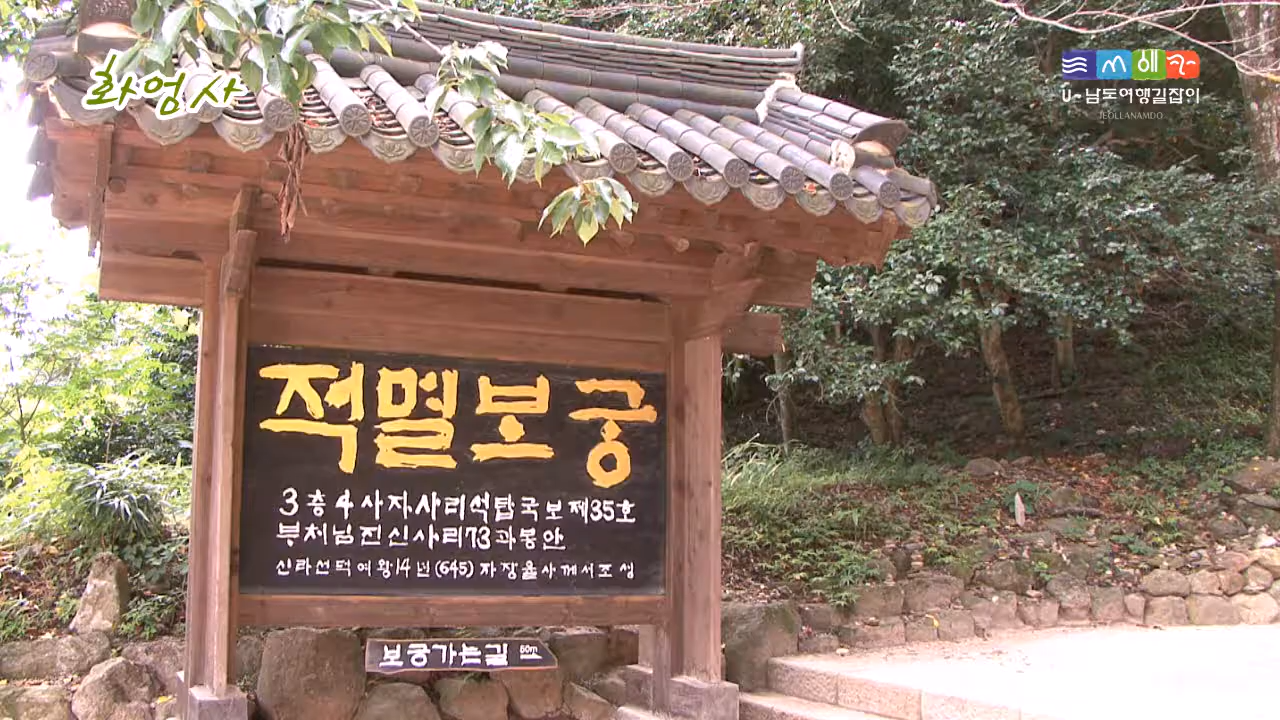 화엄사
남도여행길잡이
JEOLLANAMDO
적멸보궁
3층4사자사리석탑국보제35호
부처님진신사리73과봉안
신라선덕여왕14년(645)자장율사께서조성
보궁가는길 50m